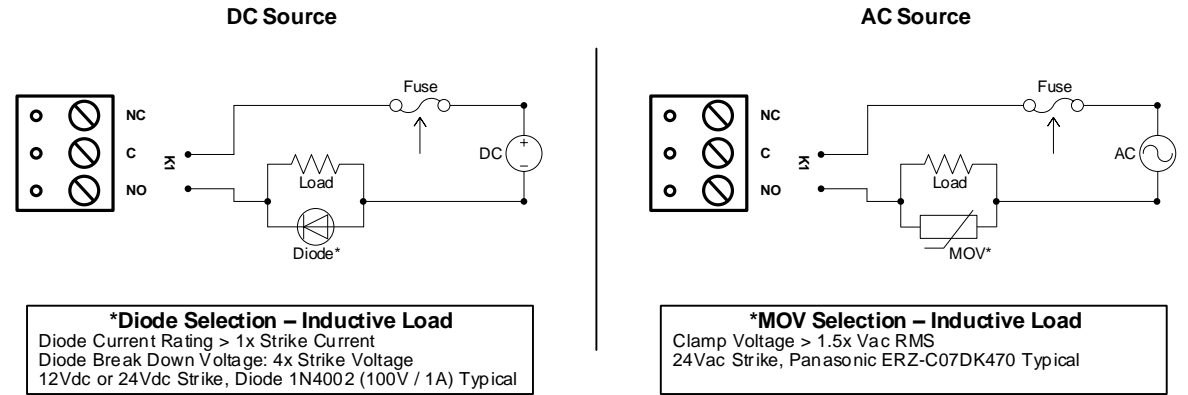 DC Source
Fuse
NC
C
NO
K1
DC
+
−
Load
Diode*
*Diode Selection – Inductive Load
Diode Current Rating > 1x Strike Current
Diode Break Down Voltage: 4x Strike Voltage
12Vdc or 24Vdc Strike, Diode 1N4002 (100V / 1A) Typical
AC Source
Fuse
NC
C
NO
K1
AC
Load
MOV*
*MOV Selection – Inductive Load
Clamp Voltage > 1.5x Vac RMS
24Vac Strike, Panasonic ERZ-C07DK470 Typical